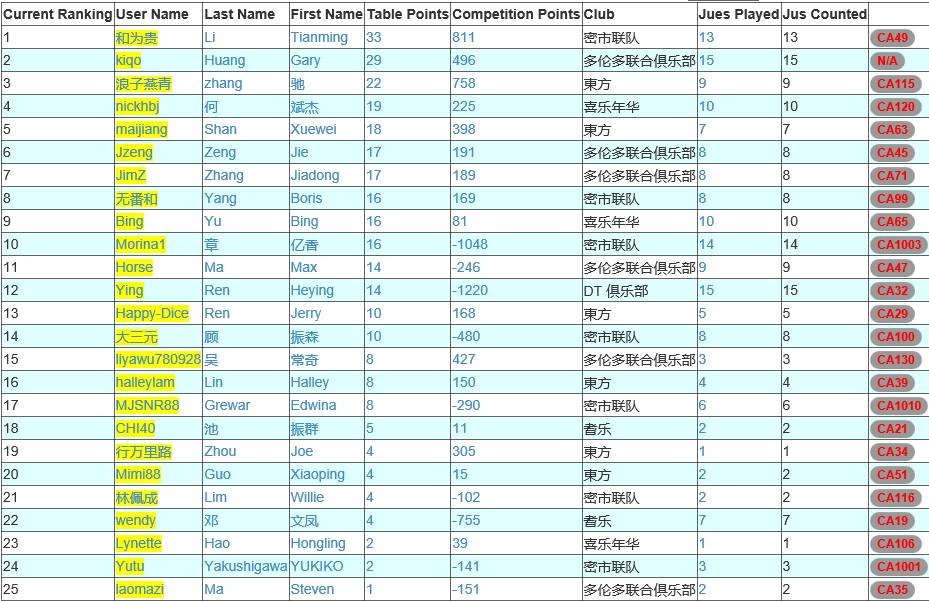 Current Ranking User Name Last Name First Name Table Points Competition Points Club Jues Played Jus Counted
1 和为贵 Li Tianming 33 811 密市联队 13 13 CA49
2 kiqo Huang Gary 29 496 多伦多联合俱乐部 15 15 N/A
3 浪子燕青 zhang 驰 22 758 東方 9 9 CA115
4 nickhbj 何 斌杰 19 225 喜乐年华 10 10 CA120
5 maijiang Shan Xuewei 18 398 東方 7 7 CA63
6 Jzeng Zeng Jie 17 191 多伦多联合俱乐部 8 8 CA45
7 JimZ Zhang Jiadong 17 189 多伦多联合俱乐部 8 8 CA71
8 无番和 Yang Boris 16 169 密市联队 8 8 CA99
9 Bing Yu Bing 16 81 喜乐年华 10 10 CA65
10 Morina1 章 亿香 16 -1048 密市联队 14 14 CA1003
11 Horse Ma Max 14 -246 多伦多联合俱乐部 9 9 CA47
12 Ying Ren Heying 14 -1220 DT 俱乐部 15 15 CA32
13 Happy-Dice Ren Jerry 10 168 東方 5 5 CA29
14 大三元 顾 振森 10 -480 密市联队 8 8 CA100
15 liyawu780928 吴 常奇 8 427 多伦多联合俱乐部 3 3 CA130
16 halleylam Lin Halley 8 150 東方 4 4 CA39
17 MJSNR88 Grewar Edwina 8 -290 密市联队 6 6 CA1010
18 CHI40 池 振群 5 11 耆乐 2 2 CA21
19 行万里路 Zhou Joe 4 305 東方 1 1 CA34
20 Mimi88 Guo Xiaoping 4 15 東方 2 2 CA51
21 林佩成 Lim Willie 4 -102 密市联队 2 2 CA116
22 wendy 邓 文凤 4 -755 耆乐 7 7 CA19
23 Lynette Hao Hongling 2 39 喜乐年华 1 1 CA106
24 Yutu Yakushigawa YUKIKO 2 -141 密市联队 3 3 CA1001
25 laomazi Ma Steven 1 -151 多伦多联合俱乐部 2 2 CA35